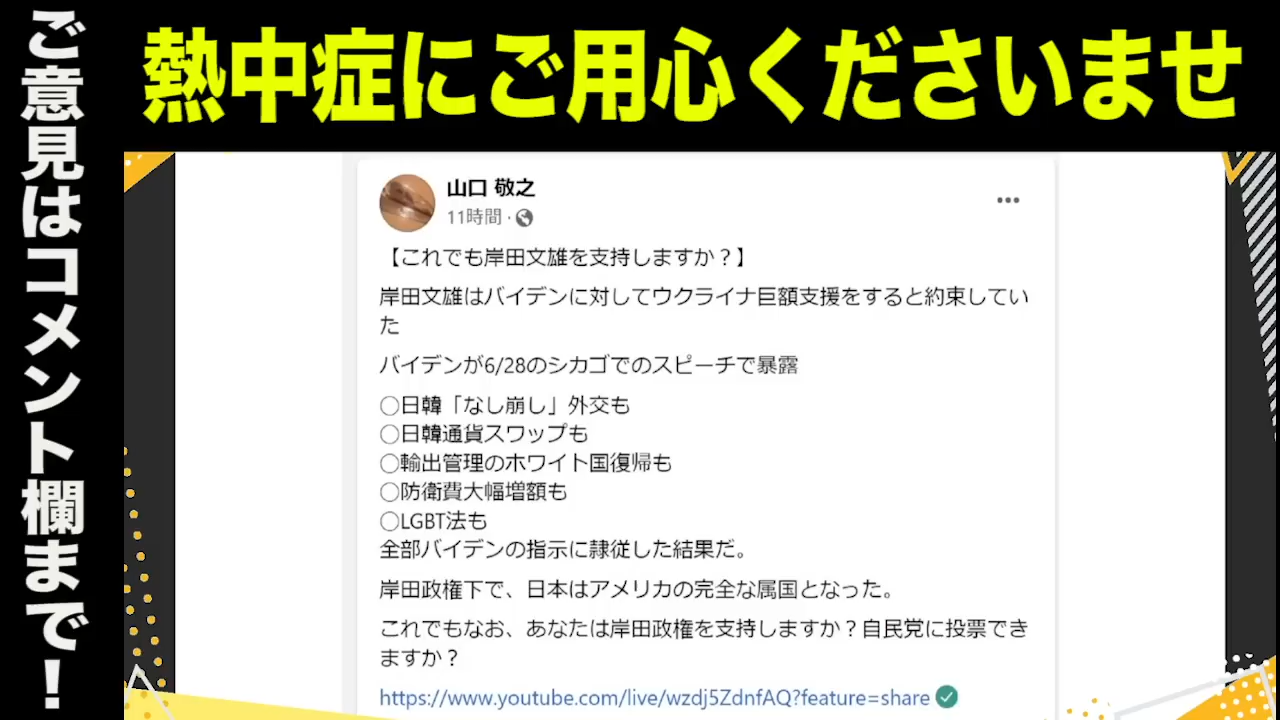 熱中症にご用心くださいませ
ご意見はコメント欄まで！
山口 敬之
11時間 ·
【これでも岸田文雄を支持しますか？】
岸田文雄はバイデンに対してウクライナ巨額支援をすると約束してい
た
バイデンが6/28のシカゴでのスピーチで暴露
○日韓「なし崩し」外交も
○日韓通貨スワップも
○輸出管理のホワイト国復帰も
○防衛費大幅増額も
○LGBT法も
全部バイデンの指示に隷従した結果だ。
岸田政権下で、日本はアメリカの完全な属国となった。
これでもなお、あなたは岸田政権を支持しますか？自民党に投票でき
ますか？
https://www.youtube.com/live/wzdj5ZdnfAQ?feature=share